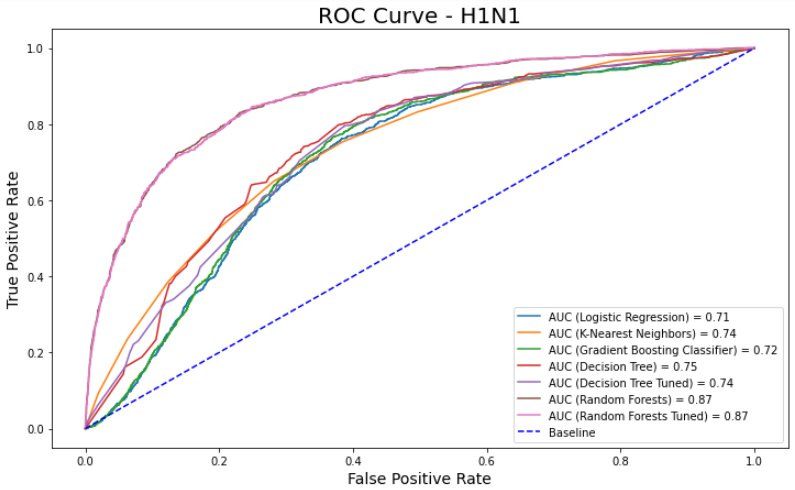 ROC Curve - H1N1
True Positive Rate
1.0
0.8
0.6
0.4
0.2
0.0
AUC (Logistic Regression) = 0.71
AUC (K-Nearest Neighbors) = 0.74
AUC (Gradient Boosting Classifier) = 0.72
AUC (Decision Tree) = 0.75
AUC (Decision Tree Tuned) = 0.74
AUC (Random Forests) = 0.87
AUC (Random Forests Tuned) = 0.87
Baseline
0.0 0.2 0.4 0.6 0.8 1.0
False Positive Rate